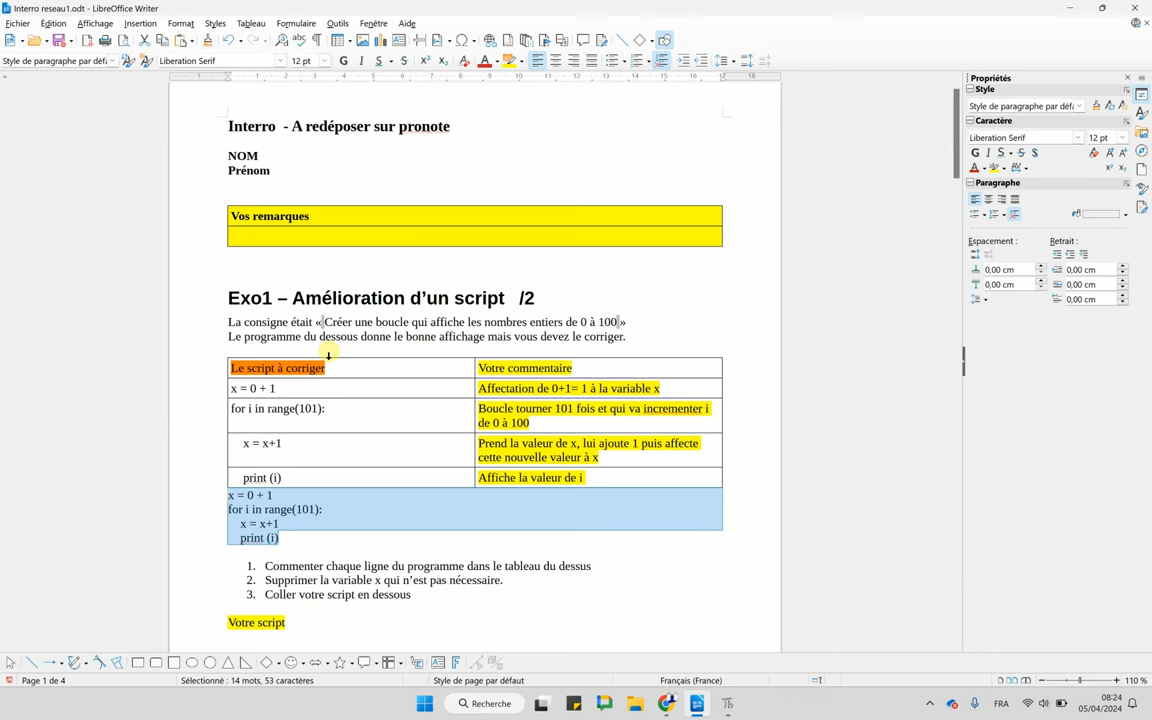 Interro reseau1.odt - LibreOffice Writer
Fichier Édition Affichage Insertion Format Styles Tableau Formulaire Outils Fenêtre Aide
Style de paragraphe par défa Liberation Serif 12 pt G I S S
Propriétés
Style
Style de paragraphe par défa
Caractère
Liberation Serif 12 pt
G I S S S
Paragraphe
Espacement :
Retrait :
0,00 cm 0,00 cm
0,00 cm 0,00 cm
0,00 cm
Interro - A redéposer sur pronote
NOM
Prénom
Vos remarques
Exo1 – Amélioration d’un script /2
La consigne était « Créer une boucle qui affiche les nombres entiers de 0 à 100 »
Le programme du dessous donne le bonne affichage mais vous devez le corriger.
Le script à corriger
Votre commentaire
x = 0 + 1
Affectation de 0+1= 1 à la variable x
for i in range(101):
Boucle tourner 101 fois et qui va incrementer i
de 0 à 100
x = x+1
Prend la valeur de x, lui ajoute 1 puis affecte
cette nouvelle valeur à x
print (i)
Affiche la valeur de i
x = 0 + 1
for i in range(101):
x = x+1
print (i)
1. Commenter chaque ligne du programme dans le tableau du dessus
2. Supprimer la variable x qui n’est pas nécessaire.
3. Coller votre script en dessous
Votre script
Page 1 de 4
Sélectionné : 14 mots, 53 caractères
Style de page par défaut
Français (France)
110 %
Recherche
FRA
08:24
05/04/2024